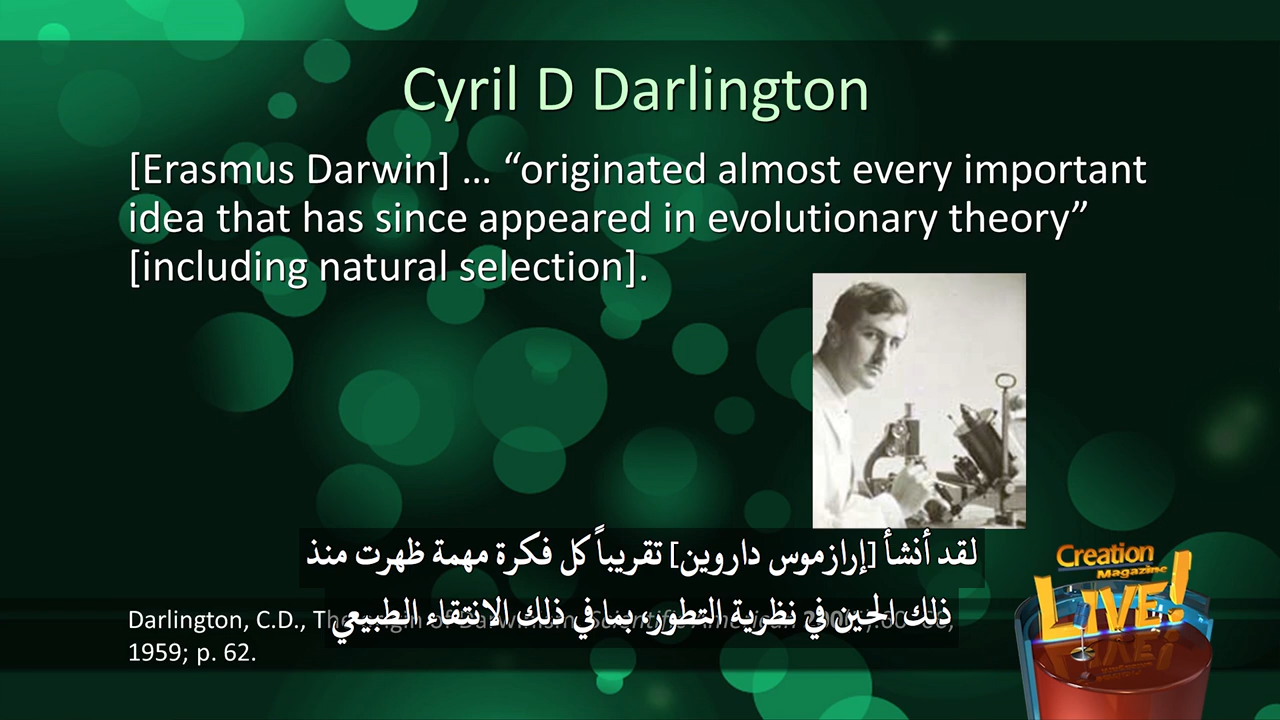 Cyril D Darlington
[Erasmus Darwin] … “originated almost every important
idea that has since appeared in evolutionary theory”
[including natural selection].
لقد أنشأ [إرازموس داروين] تقريباً كل فكرة مهمة ظهرت منذ
ذلك الحين في نظرية التطور، بما في ذلك الانتقاء الطبيعي
Darlington, C.D.,
1959; p. 62.
Creation
Magazine
LIVE!